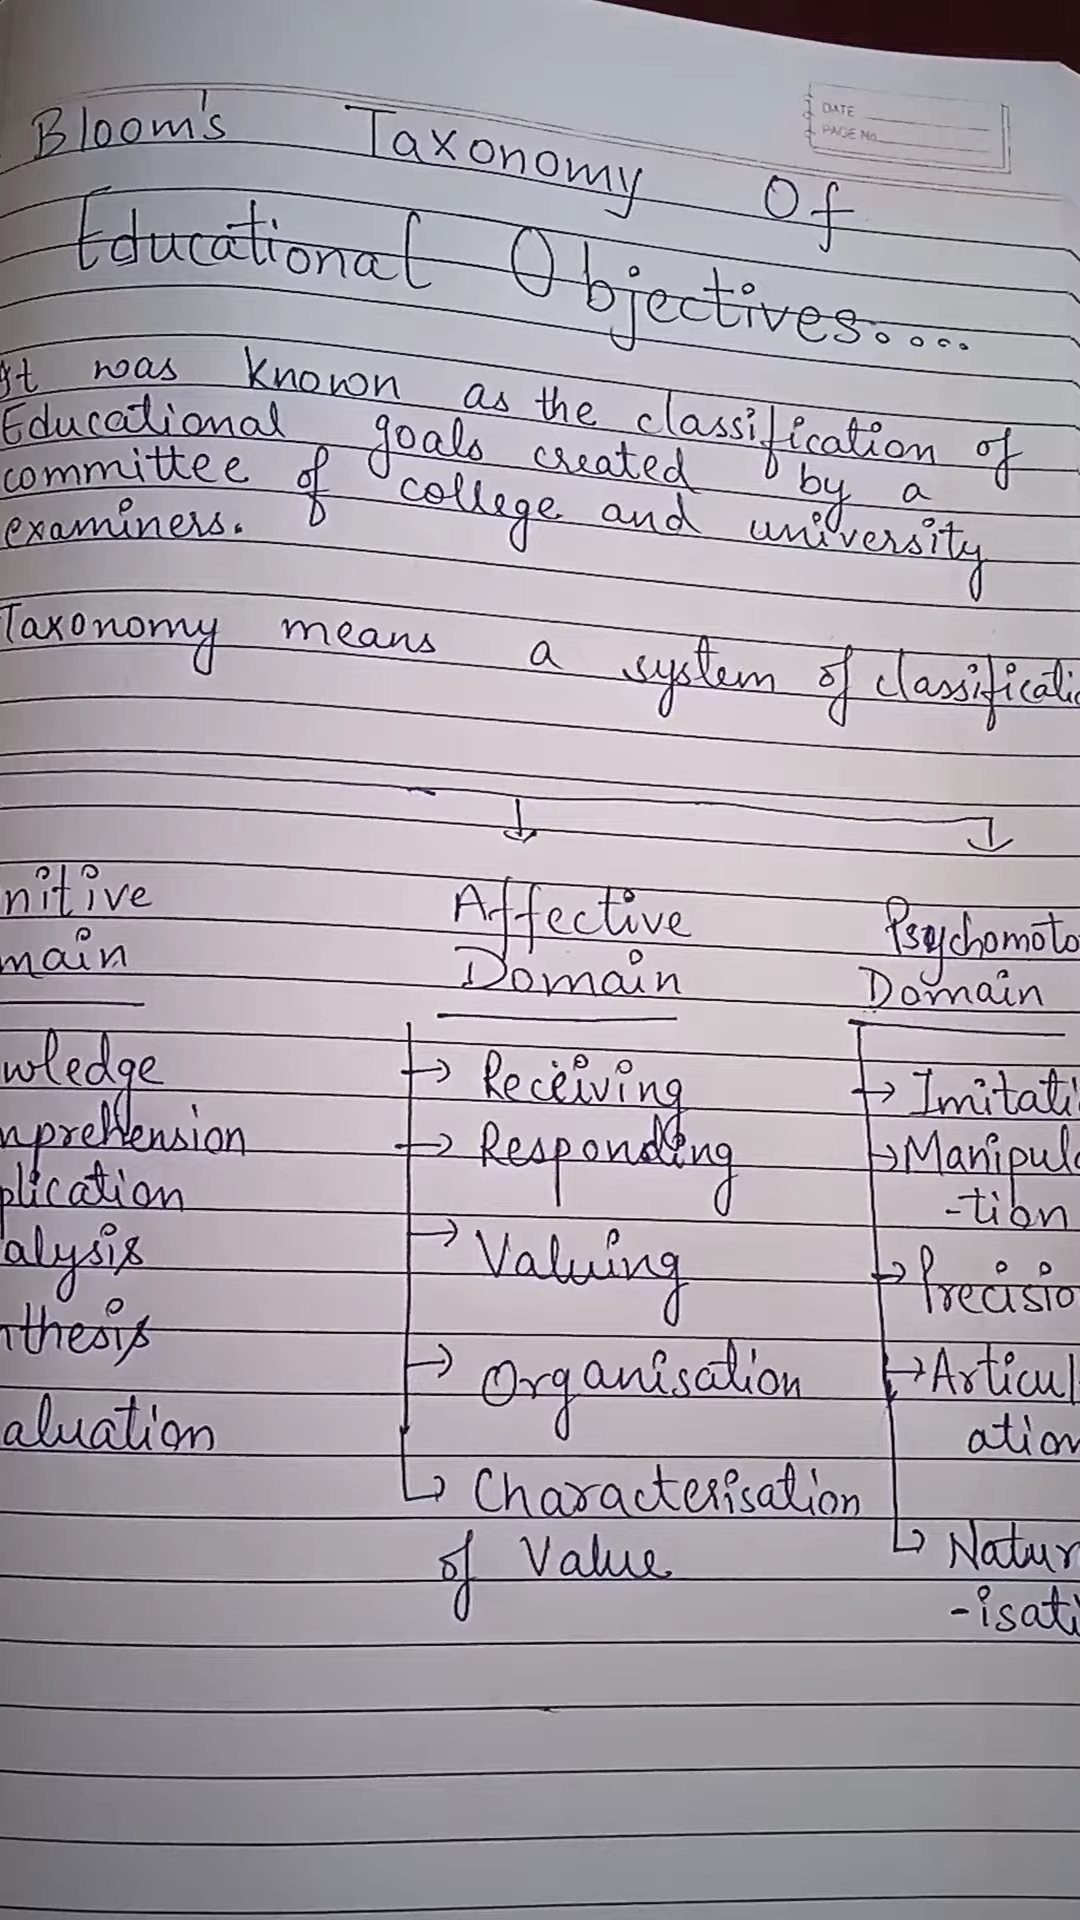 Bloom's Taxonomy Of
Educational Objectives....
DATE
PAGE No.
It was known as the classification of
Educational goals created by a
committee of college and university
examiners.
Taxonomy means a system of classificati
nitive Affective Psychomoto
main Domain Domain
wledge → Receiving → Imitati
mprehension → Responding → Manipula
plication -tion
alysis → Valuing → Precisio
nthesis → Organisation → Articul
aluation ation
→ Characterisation
of Value → Natur
-isati